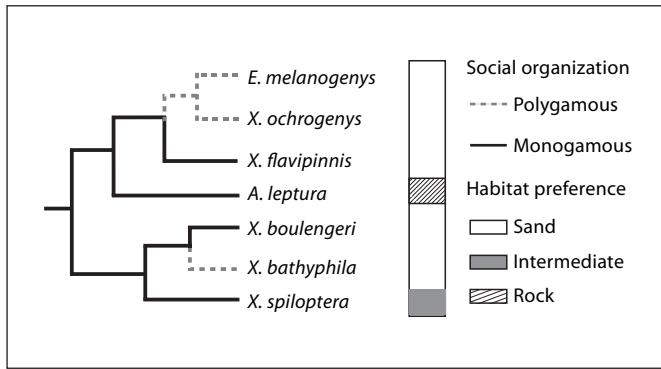 E. melanogenys
X. ochrogenys
X. flavipinnis
A. leptura
X. boulengeri
X. bathyphila
X. spiloptera
Social organization
Polygamous
Monogamous
Habitat preference
Sand
Intermediate
Rock